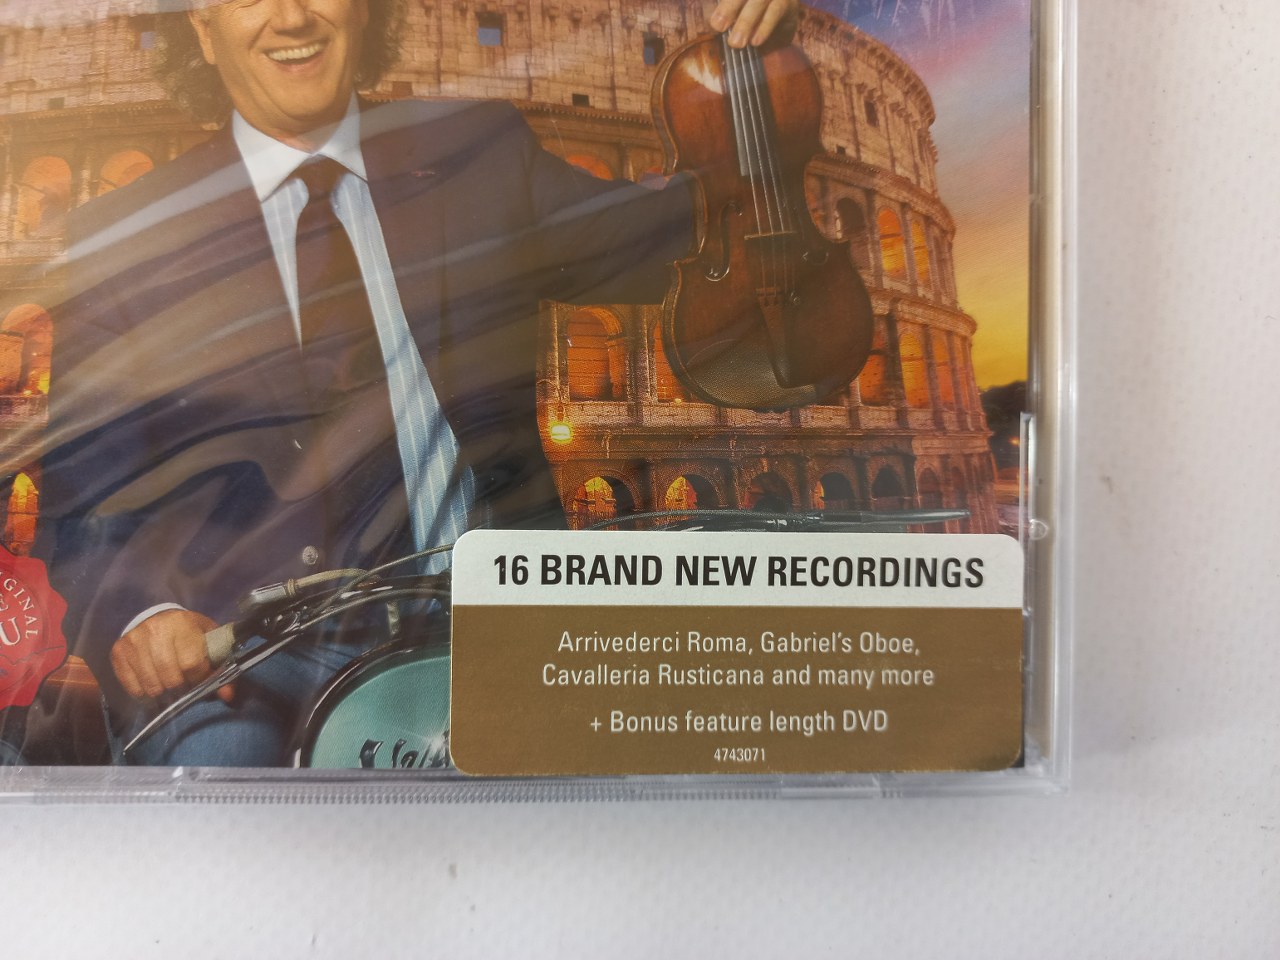 16 BRAND NEW RECORDINGS
Arrivederci Roma, Gabriel's Oboe,
Cavalleria Rusticana and many more
+ Bonus feature length DVD
4743071